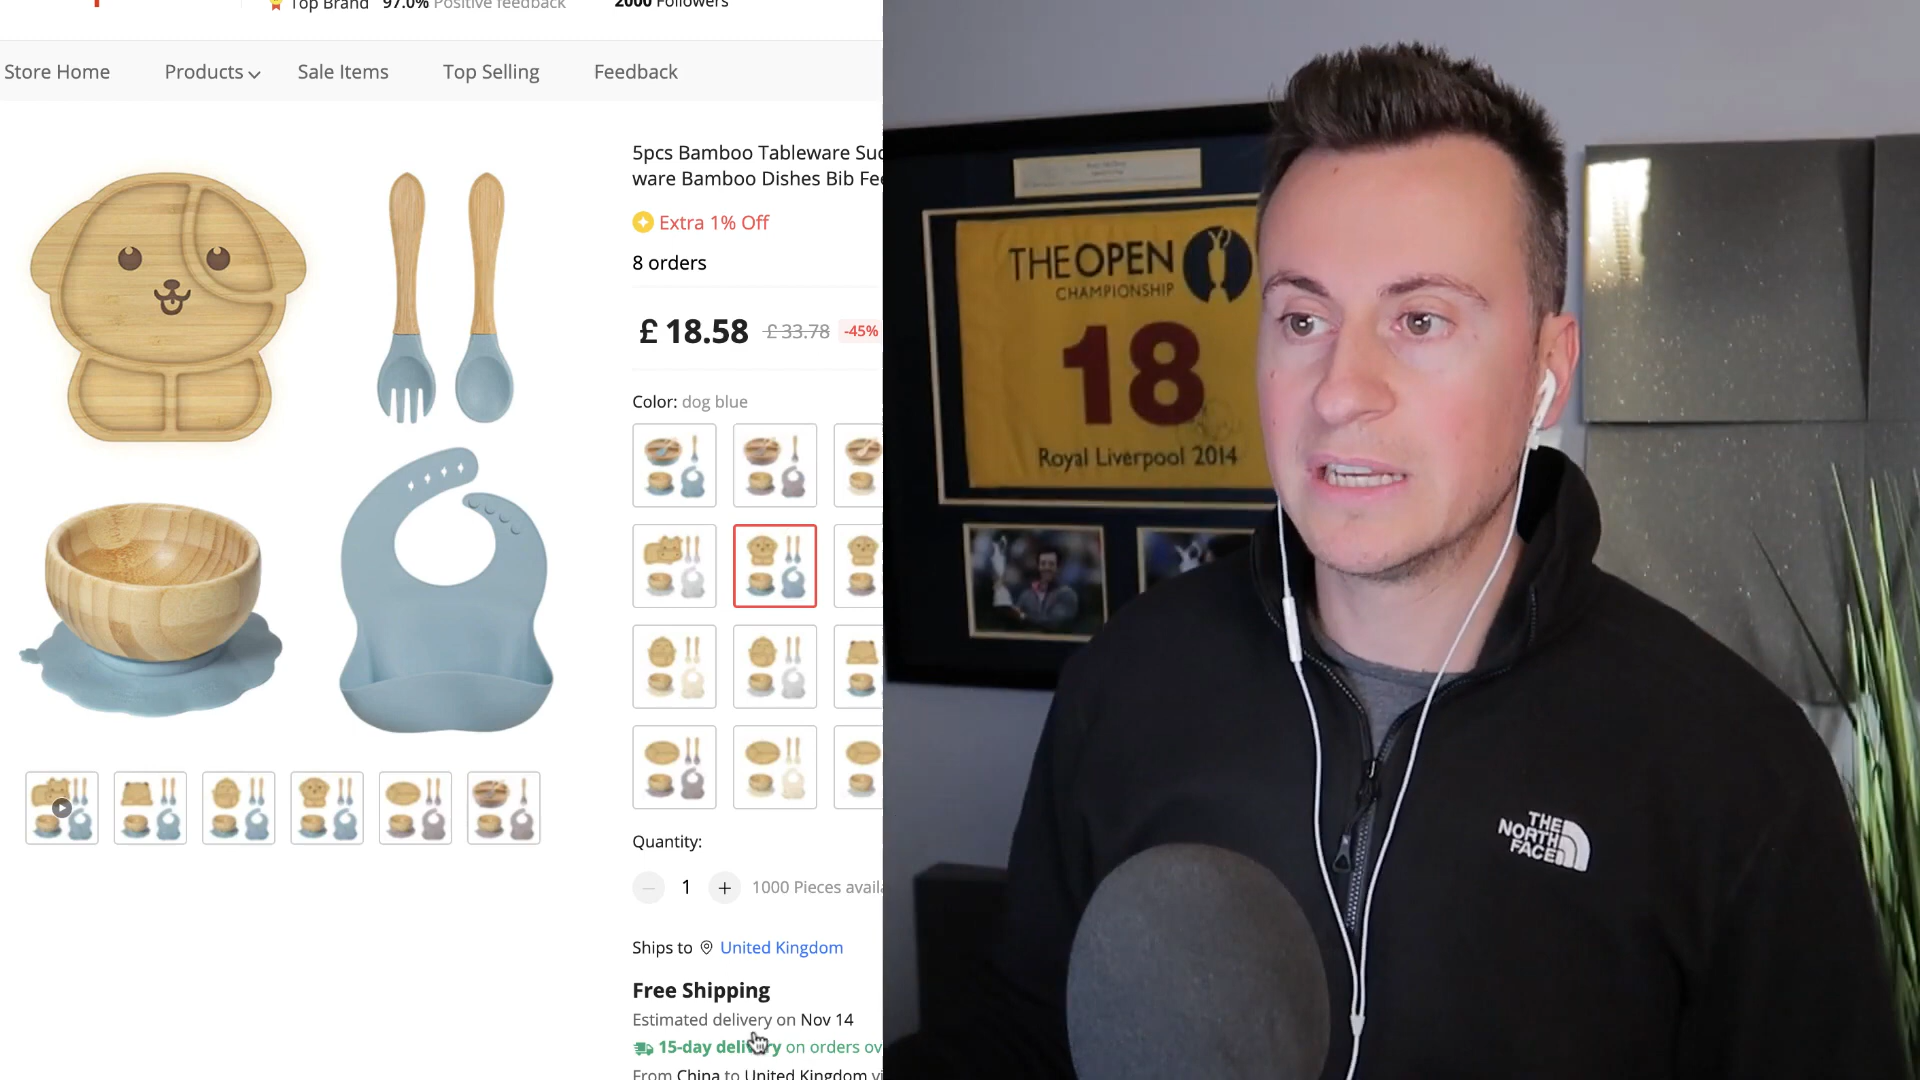 Top Brand 97.0% Positive feedback 2000 Followers
Store Home Products Sale Items Top Selling Feedback
5pcs Bamboo Tableware Suc
ware Bamboo Dishes Bib Fee
Extra 1% Off
8 orders
£ 18.58 £ 33.78 -45%
Color: dog blue
Quantity:
1 1000 Pieces availa
Ships to United Kingdom
Free Shipping
Estimated delivery on Nov 14
15-day delivery on orders ov
From China to United Kingdom vi
THE OPEN
CHAMPIONSHIP
18
Royal Liverpool 2014
THE
NORTH
FACE